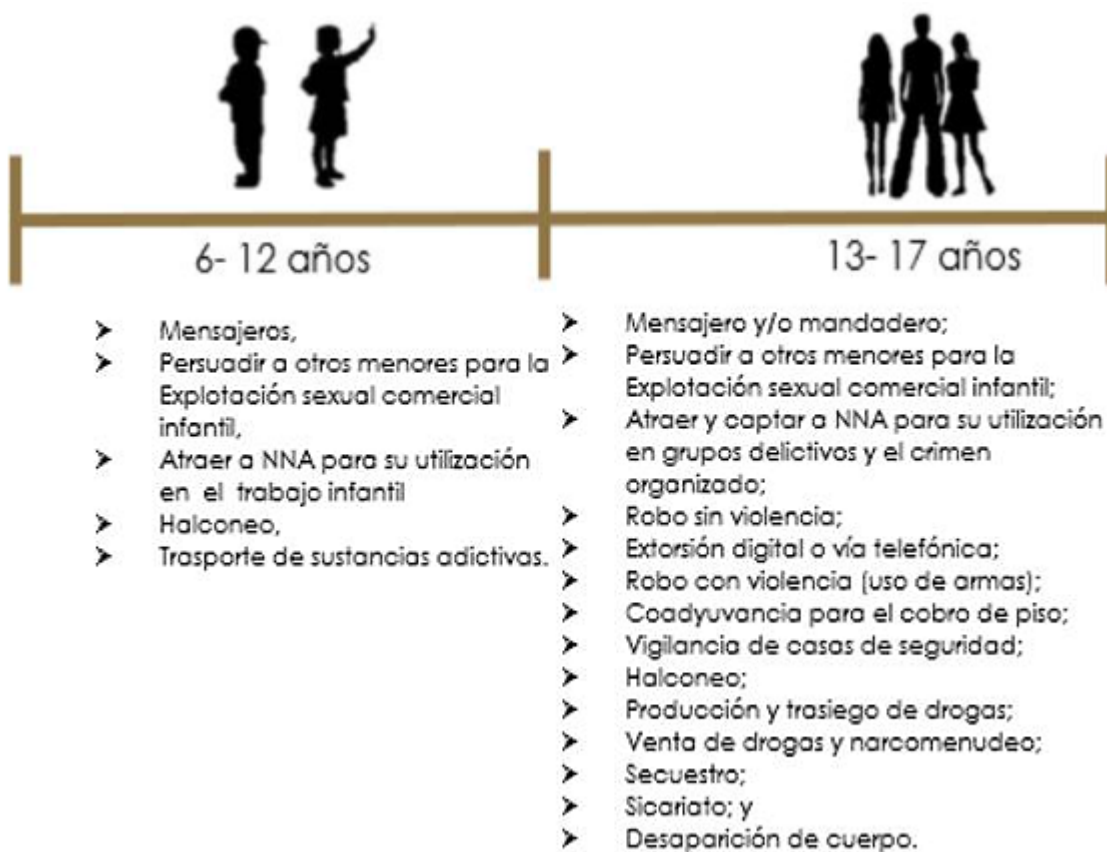 6- 12 años
➤ Mensajeros,
➤ Persuadir a otros menores para la
Explotación sexual comercial
infantil,
➤ Atraer a NNA para su utilización
en el trabajo infantil
➤ Halconeo,
➤ Trasporte de sustancias adictivas.
13- 17 años
➤ Mensajero y/o mandadero;
➤ Persuadir a otros menores para la
Explotación sexual comercial infantil;
➤ Atraer y captar a NNA para su utilización
en grupos delictivos y el crimen
organizado;
➤ Robo sin violencia;
➤ Extorsión digital o vía telefónica;
➤ Robo con violencia (uso de armas);
➤ Coadyuvancia para el cobro de piso;
➤ Vigilancia de casas de seguridad;
➤ Halconeo;
➤ Producción y trasiego de drogas;
➤ Venta de drogas y narcomenudeo;
➤ Secuestro;
➤ Sicariato; y
➤ Desaparición de cuerpo.